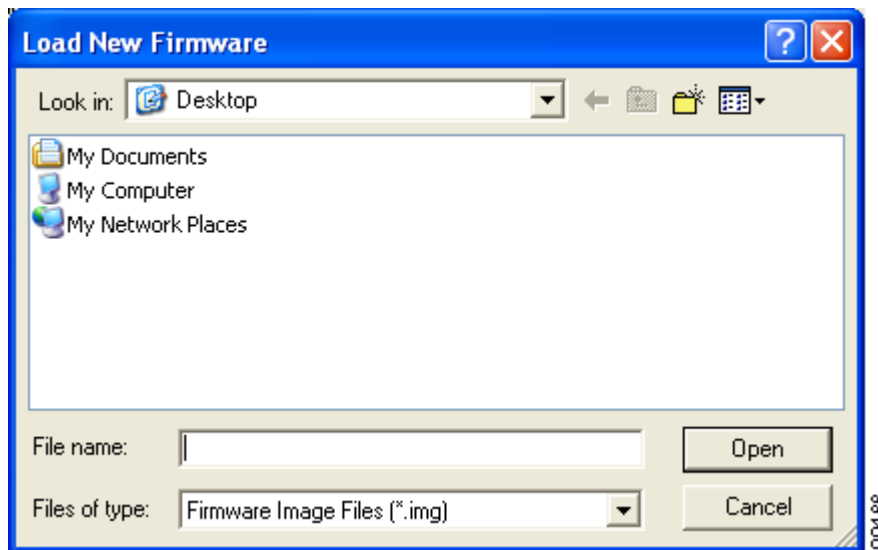 Load New Firmware
Look in: Desktop
My Documents
My Computer
My Network Places
File name:
Open
Files of type: Firmware Image Files (*.img)
Cancel